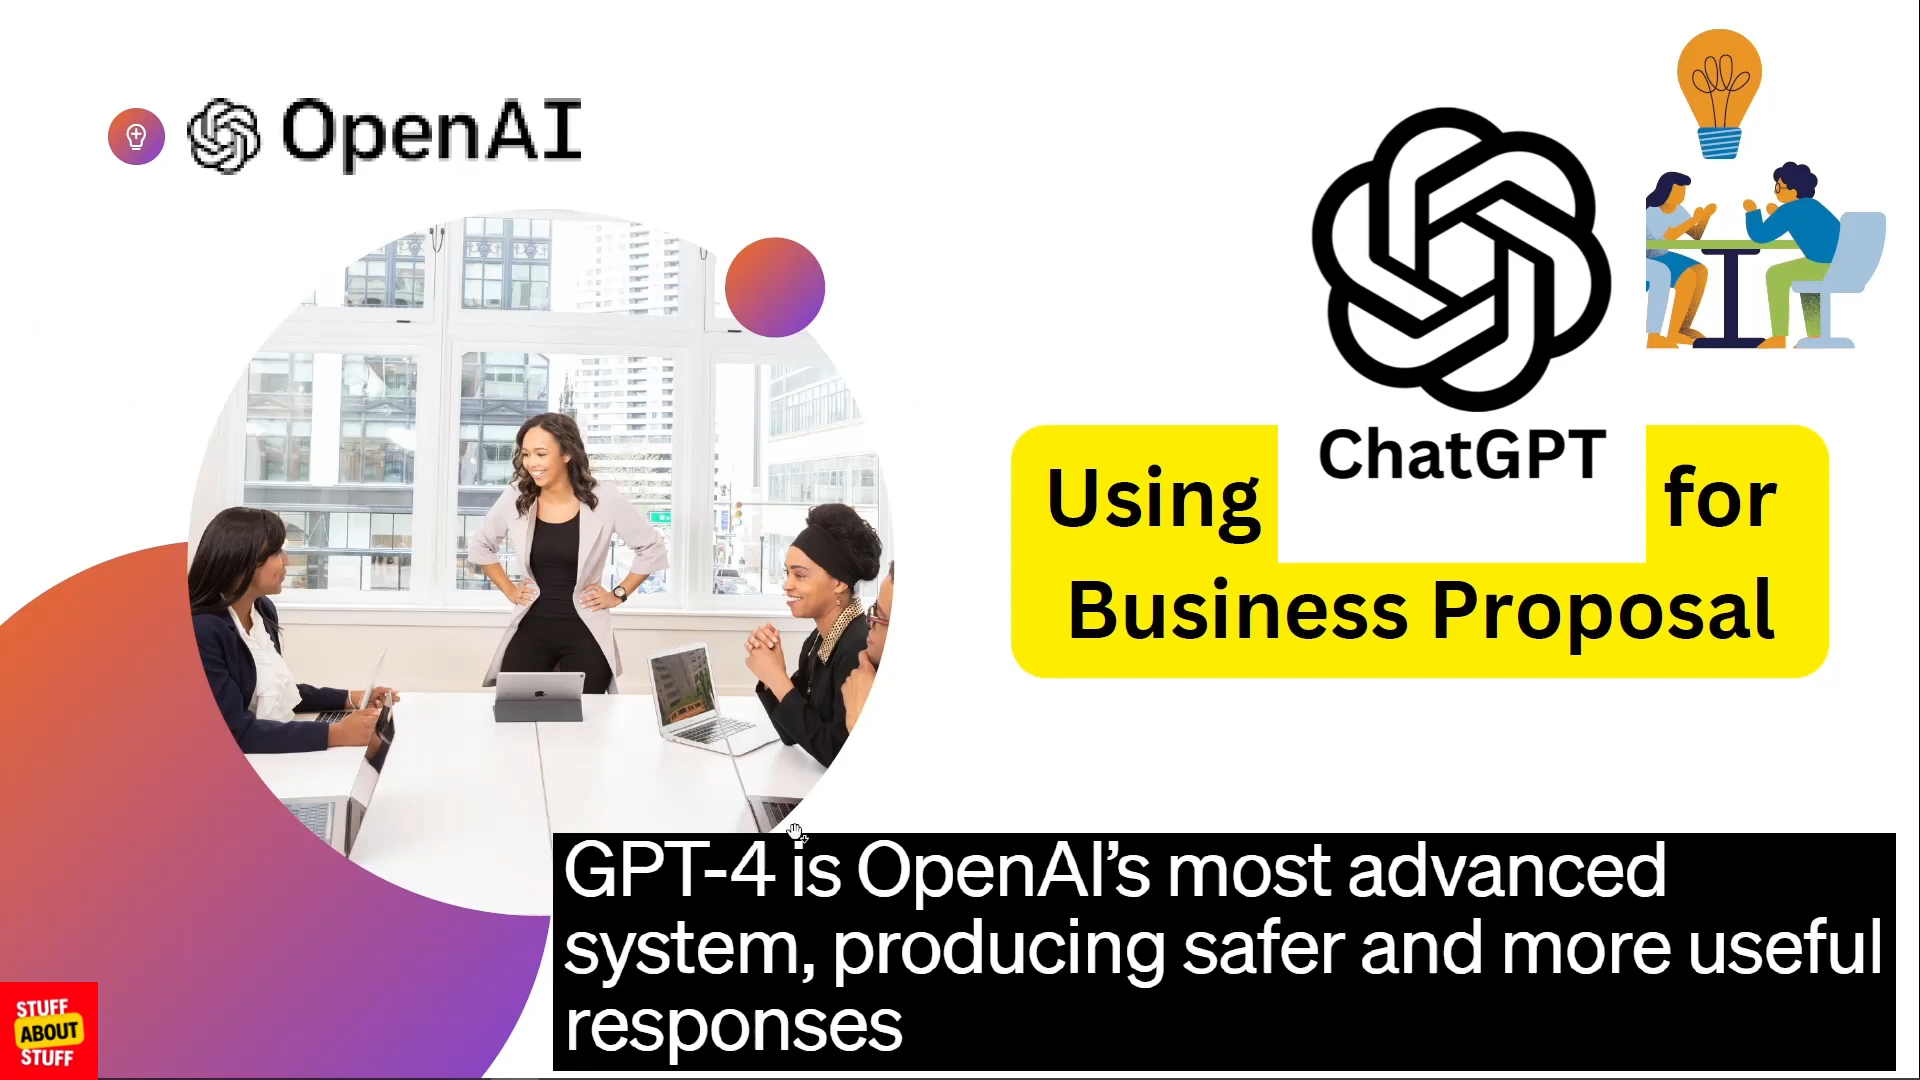 OpenAI
ChatGPT
Using for
Business Proposal
GPT-4 is OpenAI’s most advanced
system, producing safer and more useful
responses
STUFF
ABOUT
STUFF